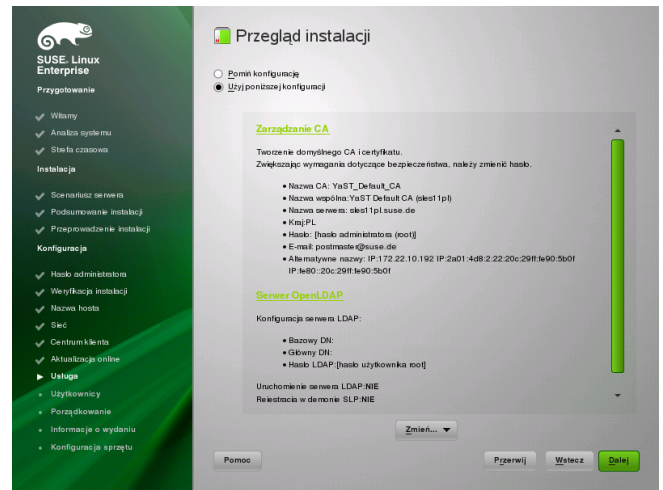 SUSE. Linux
Enterprise
Przygotowanie
Witamy
Analiza systemu
Strefa czasowa
Instalacja
Scenariusz serwera
Podsumowanie instalacji
Przeprowadzenie instalacji
Konfiguracja
Hasło administratora
Weryfikacja instalacji
Nazwa hosta
Sieć
Centrum klienta
Aktualizacja online
Usługa
Użytkownicy
Porządkowanie
Informacje o wydaniu
Konfiguracja sprzętu
Przegląd instalacji
Pomiń konfigurację
Użyj poniższej konfiguracji
Zarządzanie CA
Tworzenie domyślnego CA i certyfikatu.
Zwiększając wymagania dotyczące bezpieczeństwa, należy zmienić hasło.
Nazwa CA: YaST_Default_CA
Nazwa wspólna:YaST Default CA (sles11pl)
Nazwa serwera: sles11pl.suse.de
Kraj:PL
Hasło: [hasło administratora (root)]
E-mail: postmaster@suse.de
Alternatywne nazwy: IP:172.22.10.192 IP:2a01:4d8:2:22:20c:29ff:fe90:5b0f
IP:fe80::20c:29ff:fe90:5b0f
Serwer OpenLDAP
Konfiguracja serwera LDAP:
Bazowy DN:
Główny DN:
Hasło LDAP:[hasło użytkownika root]
Uruchomienie serwera LDAP:NIE
Rejestracja w demonie SLP:NIE
Zmień...
Pomoc
Przerwij
Wstecz
Dalej